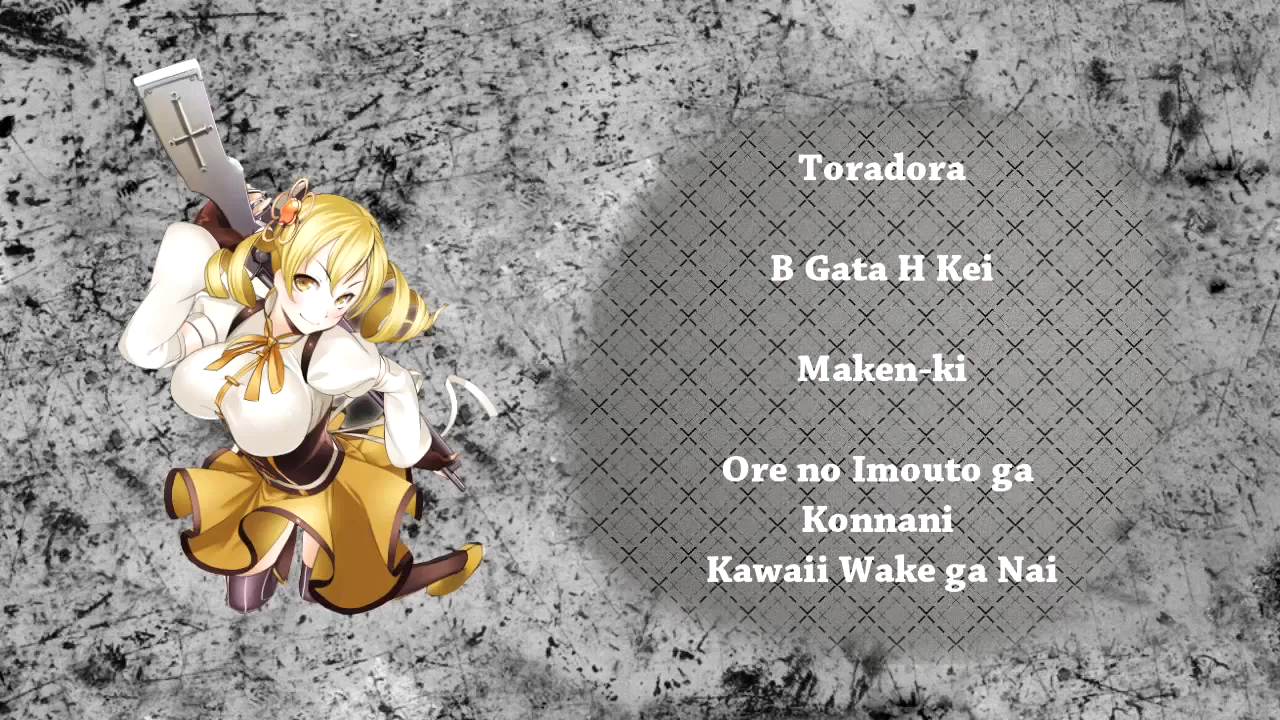 Toradora
B Gata H Kei
Maken-ki
Ore no Imouto ga
Konnani
Kawaii Wake ga Nai